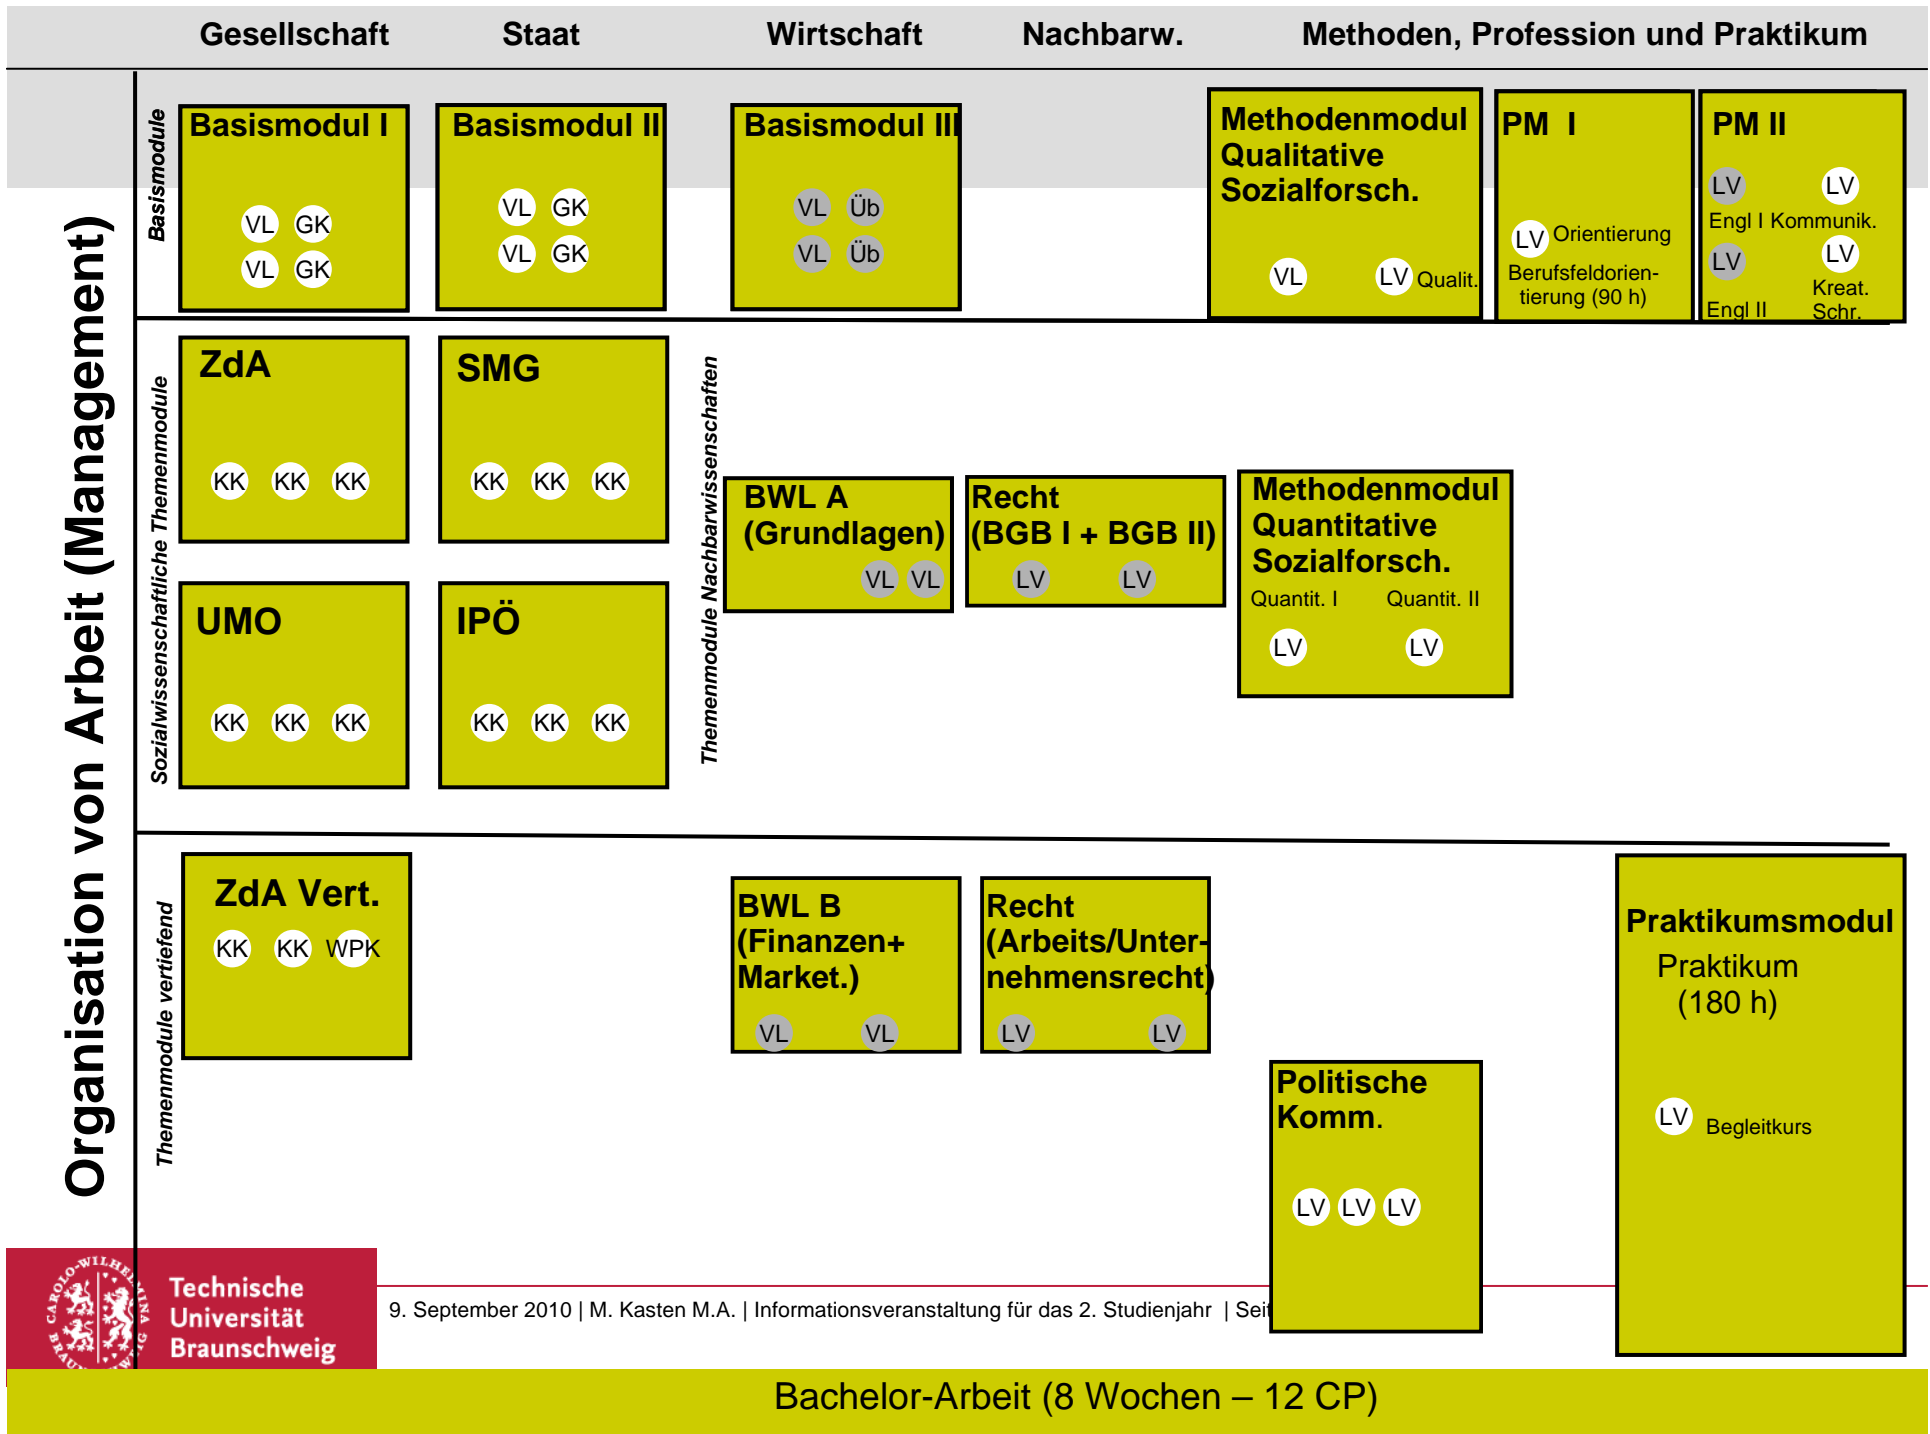 Gesellschaft
Staat
Wirtschaft
Nachbarw.
Methoden, Profession und Praktikum
Organisation von Arbeit (Management)
Basismodule
Basismodul I
VL GK
VL GK
Basismodul II
VL GK
VL GK
Basismodul III
VL Üb
VL Üb
Methodenmodul
Qualitative
Sozialforsch.
VL LV Qualit.
PM I
LV Orientierung
Berufsfeldorien-
tierung (90 h)
PM II
LV LV
Engl I Kommunik.
LV LV
Engl II
Kreat.
Schr.
Sozialwissenschaftliche Themenmodule
ZdA
KK KK KK
SMG
KK KK KK
UMO
KK KK KK
IPÖ
KK KK KK
Themenmodule Nachbarwissenschaften
BWL A
(Grundlagen)
VL VL
Recht
(BGB I + BGB II)
LV LV
Methodenmodul
Quantitative
Sozialforsch.
Quantit. I Quantit. II
LV LV
Themenmodule vertiefend
ZdA Vert.
KK KK WPK
BWL B
(Finanzen+
Market.)
VL VL
Recht
(Arbeits/Unter-
nehmensrecht)
LV LV
Politische
Komm.
LV LV LV
Praktikumsmodul
Praktikum
(180 h)
LV Begleitkurs
CAROLO-WILHELMINA
Technische
Universität
Braunschweig
9. September 2010 | M. Kasten M.A. | Informationsveranstaltung für das 2. Studienjahr | Seit
Bachelor-Arbeit (8 Wochen – 12 CP)